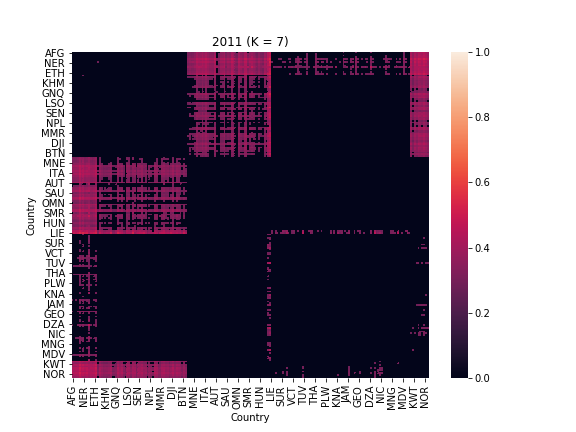 2011 (K = 7)
AFG
NER
ETH
KHM
GNQ
LSO
SEN
NPL
MMR
DJI
BTN
MNE
ITA
AUT
SAU
OMN
SMR
HUN
LIE
SUR
VCT
TUV
THA
PLW
KNA
JAM
GEO
DZA
NIC
MNG
MDV
KWT
NOR
Country
AFG NER ETH KHM GNQ LSO SEN NPL MMR DJI BTN MNE ITA AUT SAU OMN SMR HUN LIE SUR VCT TUV THA PLW KNA JAM GEO DZA NIC MNG MDV KWT NOR
Country
1.0
0.8
0.6
0.4
0.2
0.0